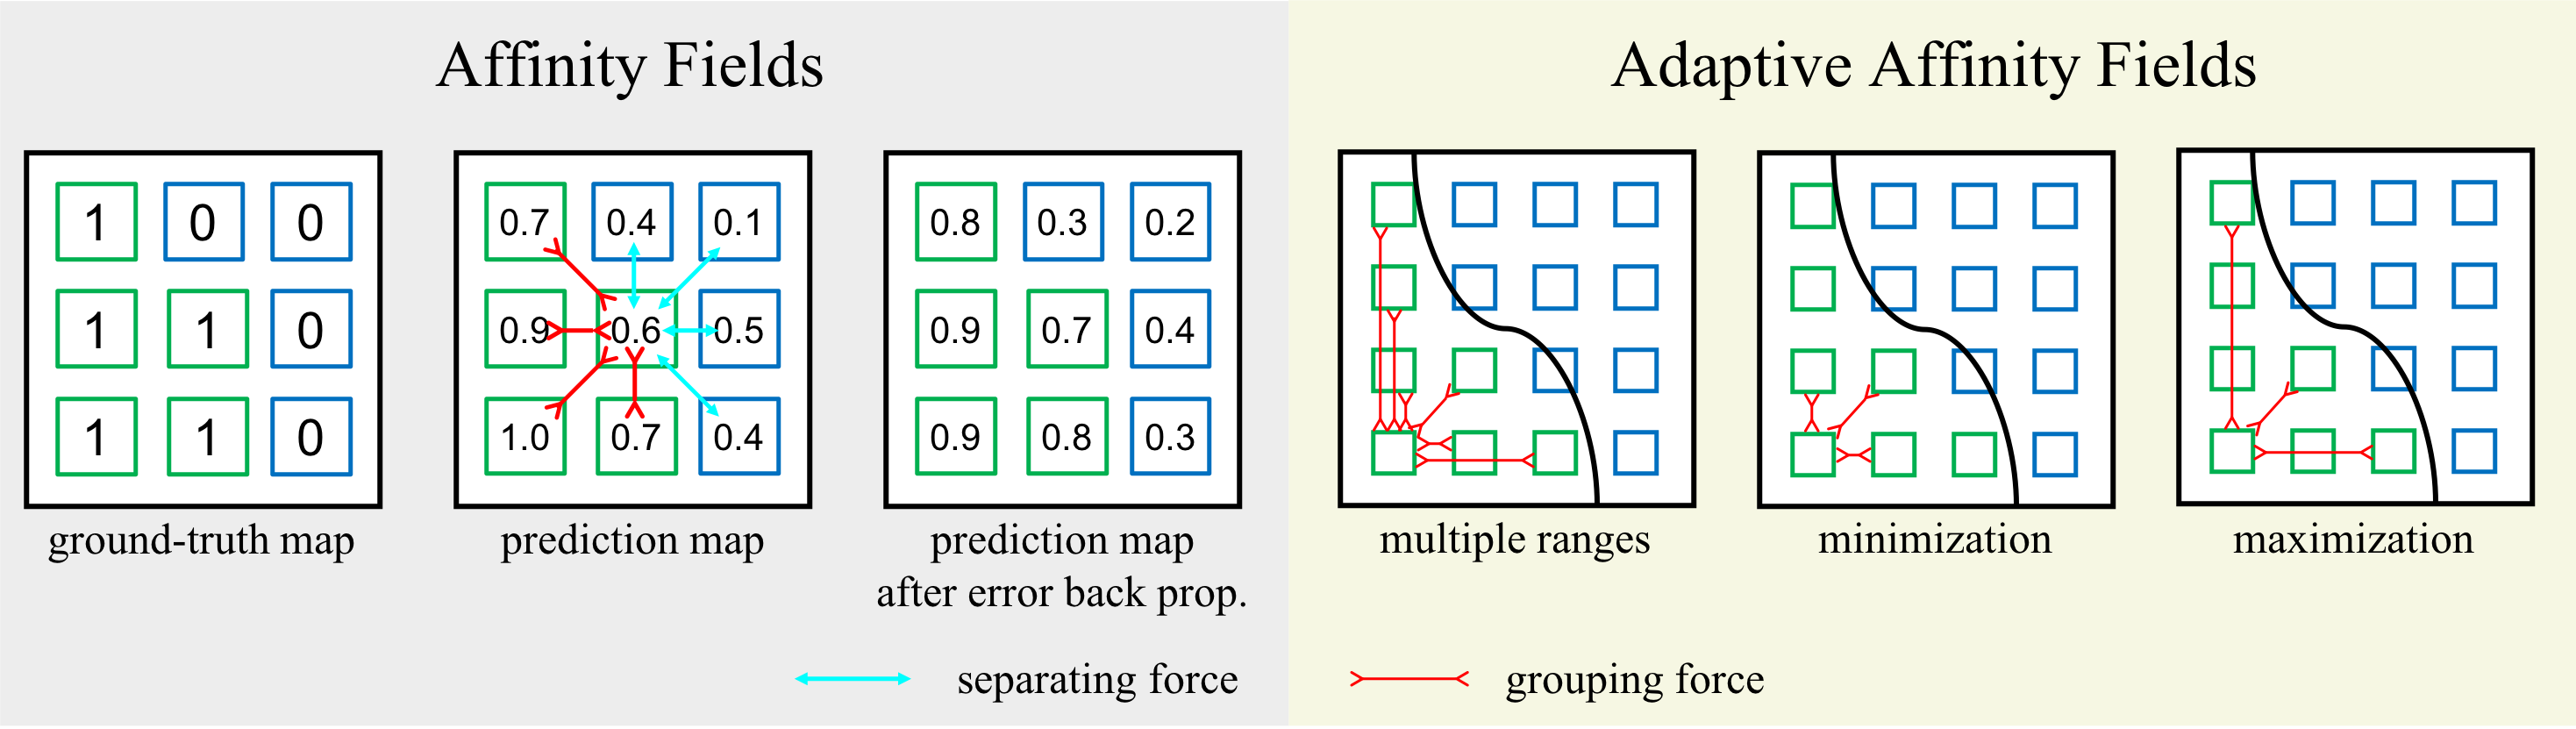 Affinity Fields
Adaptive Affinity Fields
1 0 0
1 1 0
1 1 0
ground-truth map
0.7 0.4 0.1
0.9 0.6 0.5
1.0 0.7 0.4
prediction map
0.8 0.3 0.2
0.9 0.7 0.4
0.9 0.8 0.3
prediction map
after error back prop.
multiple ranges
minimization
maximization
separating force
grouping force